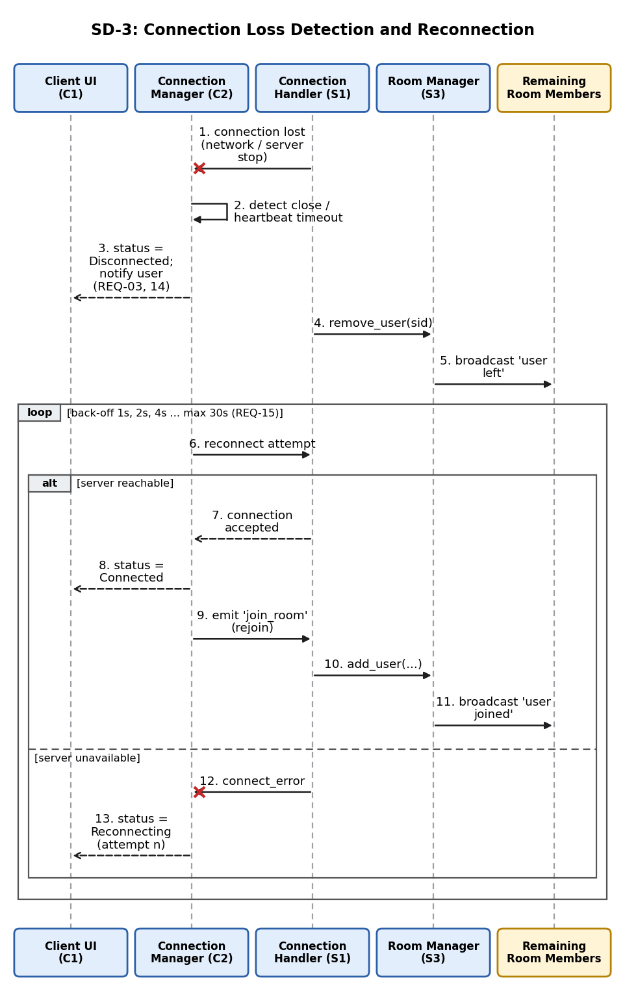 SD-3: Connection Loss Detection and Reconnection
Client UI
(C1)
Connection
Manager (C2)
Connection
Handler (S1)
Room Manager
(S3)
Remaining
Room Members
1. connection lost
(network / server
stop)
2. detect close /
heartbeat timeout
3. status =
Disconnected;
notify user
(REQ-03, 14)
4. remove_user(sid)
5. broadcast 'user
left'
loop
[back-off 1s, 2s, 4s ... max 30s (REQ-15)]
6. reconnect attempt
alt
[server reachable]
7. connection
accepted
8. status =
Connected
9. emit 'join_room'
(rejoin)
10. add_user(...)
11. broadcast 'user
joined'
[server unavailable]
12. connect_error
13. status =
Reconnecting
(attempt n)
Client UI
(C1)
Connection
Manager (C2)
Connection
Handler (S1)
Room Manager
(S3)
Remaining
Room Members